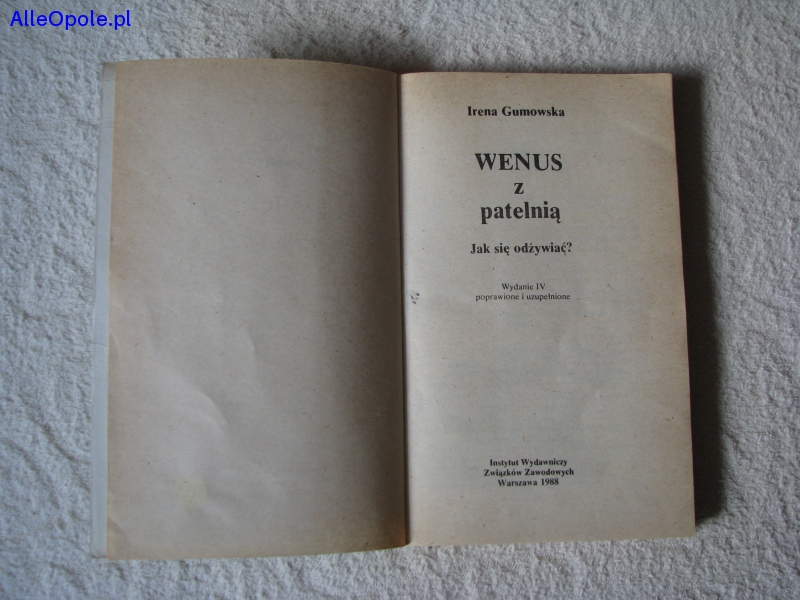 AlleOpole.pl
Irena Gumowska
WENUS
z
patelnią
Jak się odżywiać?
Wydanie IV
poprawione i uzupełnione
Instytut Wydawniczy
Związków Zawodowych
Warszawa 1988